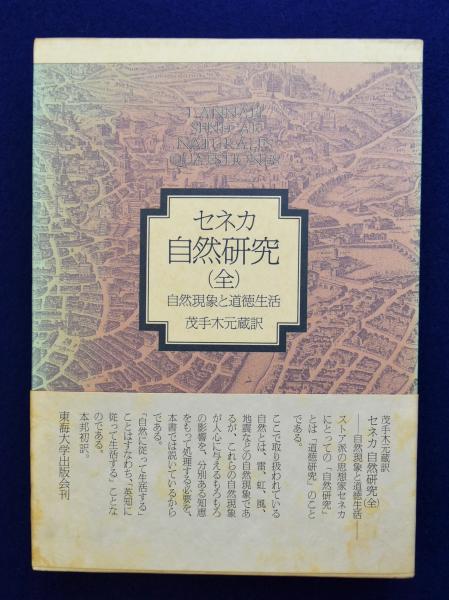 L ANNAEI
SENECAE
NATURALES
QUAESTIONES
セネカ
自然研究
(全)
自然現象と道徳生活
茂手木元蔵訳
茂手木元蔵訳
セネカ 自然研究(全)
――自然現象と道徳生活――
ストア派の思想家セネカ
にとっての「自然研究」
とは「道徳研究」のこと
である。
ここで取り扱われている
自然とは、雷、虹、風、
地震などの自然現象であ
るが、これらの自然現象
が人心に与えるもろもろ
の影響を、分別ある知恵
をもって処理する必要を、
本書では説いているから
である。
「自然に従って生活する」
ことはすなわち、「英知に
従って生活する」ことな
のである。
本邦初訳。
東海大学出版会刊